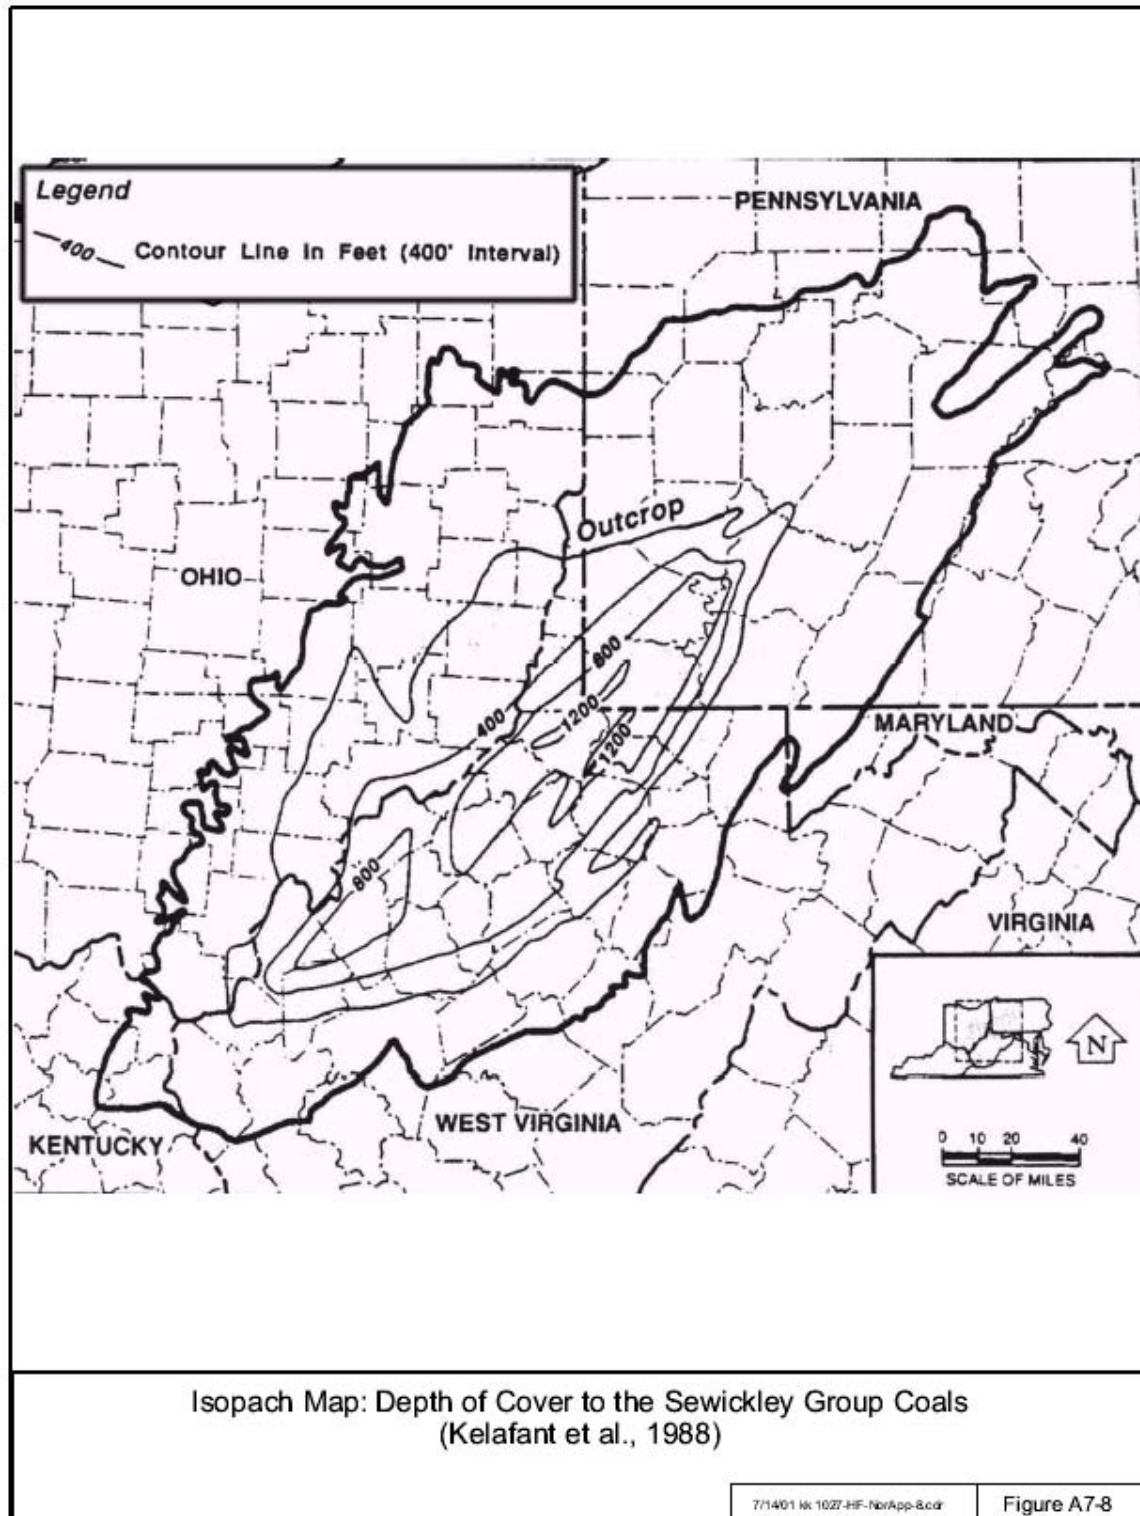 Legend
400 Contour Line In Feet (400' Interval)
PENNSYLVANIA
Outcrop
OHIO
800
400
1200
1200
MARYLAND
800
VIRGINIA
N
WEST VIRGINIA
KENTUCKY
0 10 20 40
SCALE OF MILES
Isopach Map: Depth of Cover to the Sewickley Group Coals
(Kelafant et al., 1988)
7/14/01 kk 1027-HF-NorApp-8.cdr
Figure A7-8